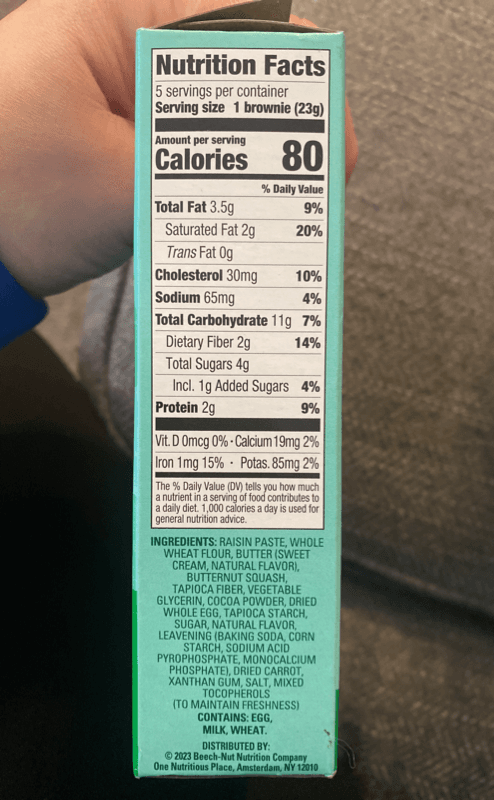 Nutrition Facts
5 servings per container
Serving size 1 brownie (23g)
Amount per serving
Calories 80
% Daily Value
Total Fat 3.5g 9%
Saturated Fat 2g 20%
Trans Fat 0g
Cholesterol 30mg 10%
Sodium 65mg 4%
Total Carbohydrate 11g 7%
Dietary Fiber 2g 14%
Total Sugars 4g
Incl. 1g Added Sugars 4%
Protein 2g 9%
Vit. D 0mcg 0% • Calcium 19mg 2%
Iron 1mg 15% • Potas. 85mg 2%
The % Daily Value (DV) tells you how much
a nutrient in a serving of food contributes to
a daily diet. 1,000 calories a day is used for
general nutrition advice.
INGREDIENTS: RAISIN PASTE, WHOLE
WHEAT FLOUR, BUTTER (SWEET
CREAM, NATURAL FLAVOR),
BUTTERNUT SQUASH,
TAPIOCA FIBER, VEGETABLE
GLYCERIN, COCOA POWDER, DRIED
WHOLE EGG, TAPIOCA STARCH,
SUGAR, NATURAL FLAVOR,
LEAVENING (BAKING SODA, CORN
STARCH, SODIUM ACID
PYROPHOSPHATE, MONOCALCIUM
PHOSPHATE), DRIED CARROT,
XANTHAN GUM, SALT, MIXED
TOCOPHEROLS
(TO MAINTAIN FRESHNESS)
CONTAINS: EGG,
MILK, WHEAT.
DISTRIBUTED BY:
© 2023 Beech-Nut Nutrition Company
One Nutritious Place, Amsterdam, NY 12010